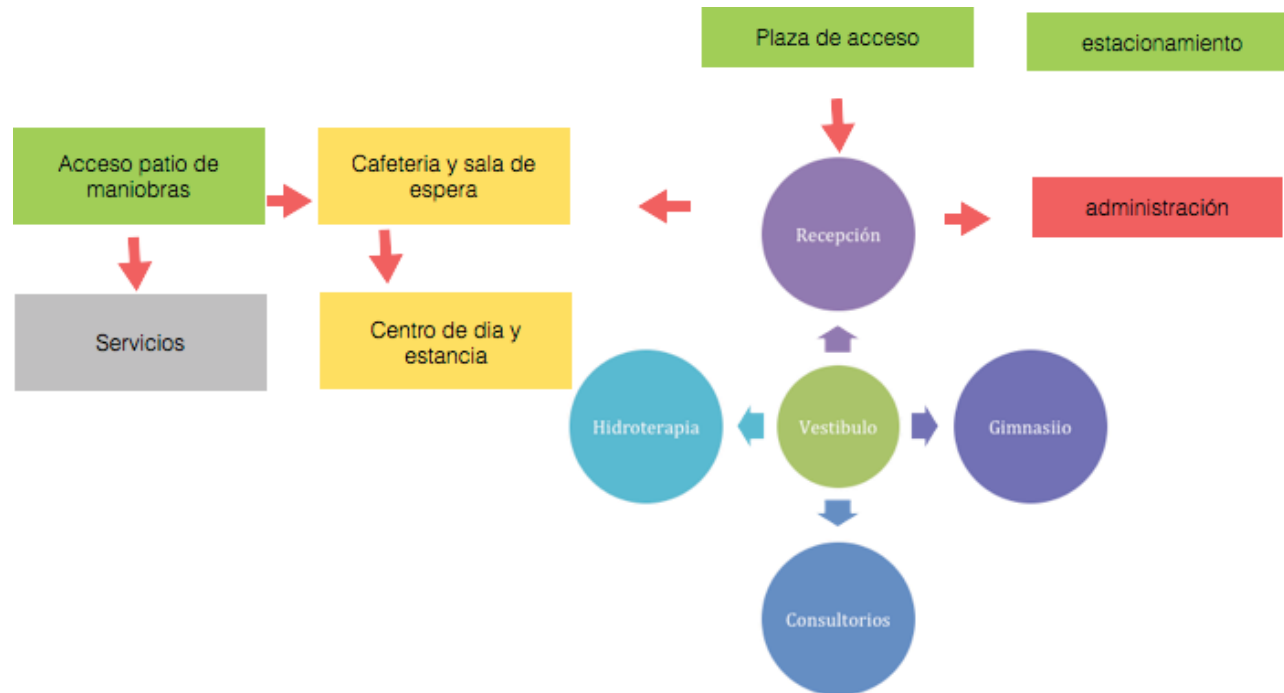 Plaza de acceso
estacionamiento
Acceso patio de
maniobras
Cafeteria y sala de
espera
administración
Recepción
Servicios
Centro de dia y
estancia
Hidroterapia
Vestibulo
Gimnasiio
Consultorios